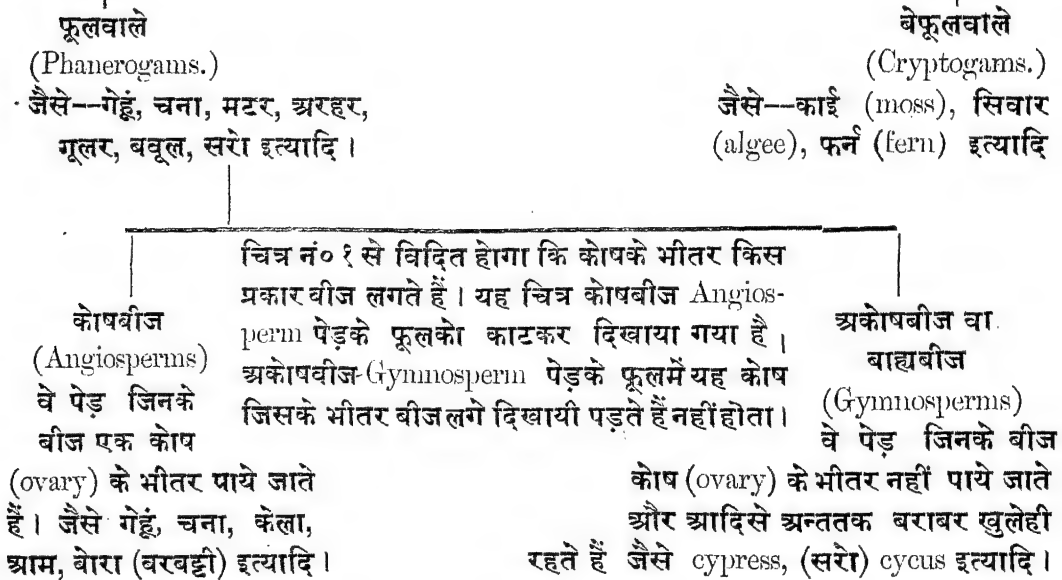 फूलवाले
(Phanerogams.)
जैसे--गेहूं, चना, मटर, अरहर,
गूलर, बबूल, सरो इत्यादि ।
बेफूलवाले
(Cryptogams.)
जैसे--काई (moss), सिवार
(algee), फर्न (fern) इत्यादि
चित्र नं० १ से विदित होगा कि कोषके भीतर किस
प्रकार बीज लगते हैं । यह चित्र कोषबीज Angios-
perm पेड़के फूलको काटकर दिखाया गया है ।
अकोषबीज-Gymnosperm पेड़के फूलमें यह कोष
जिसके भीतर बीज लगे दिखायी पड़ते हैं नहीं होता ।
कोषबीज
(Angiosperms)
वे पेड़ जिनके
बीज एक कोष
(ovary) के भीतर पाये जाते
हैं । जैसे गेहूं, चना, केला,
आम, बोरा (बरबट्टी) इत्यादि ।
अकोषबीज वा
बाह्यबीज
(Gymnosperms)
वे पेड़ जिनके बीज
कोष (ovary) के भीतर नहीं पाये जाते
और आदिसे अन्ततक बराबर खुलेही
रहते हैं जैसे cypress, (सरो) cycus इत्यादि ।